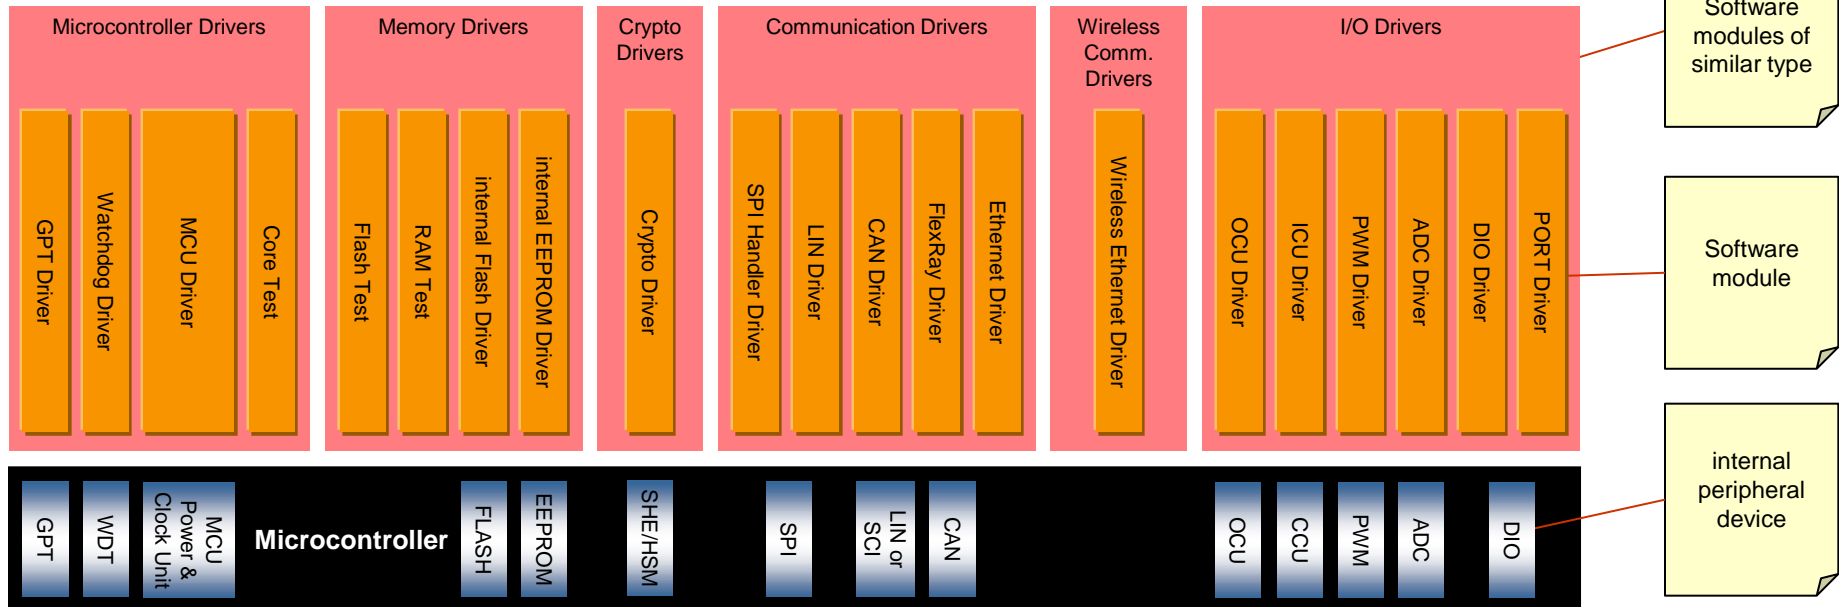 Microcontroller Drivers
Memory Drivers
Crypto
Drivers
Communication Drivers
Wireless
Comm.
Drivers
I/O Drivers
Software
modules of
similar type
GPT Driver
Watchdog Driver
MCU Driver
Core Test
Flash Test
RAM Test
internal Flash Driver
internal EEPROM Driver
Crypto Driver
SPI Handler Driver
LIN Driver
CAN Driver
FlexRay Driver
Ethernet Driver
Wireless Ethernet Driver
OCU Driver
ICU Driver
PWM Driver
ADC Driver
DIO Driver
PORT Driver
Software
module
GPT
WDT
MCU
Power &
Clock Unit
Microcontroller
FLASH
EEPROM
SHE/HSM
SPI
LIN or
SCI
CAN
OCU
CCU
PWM
ADC
DIO
internal
peripheral
device